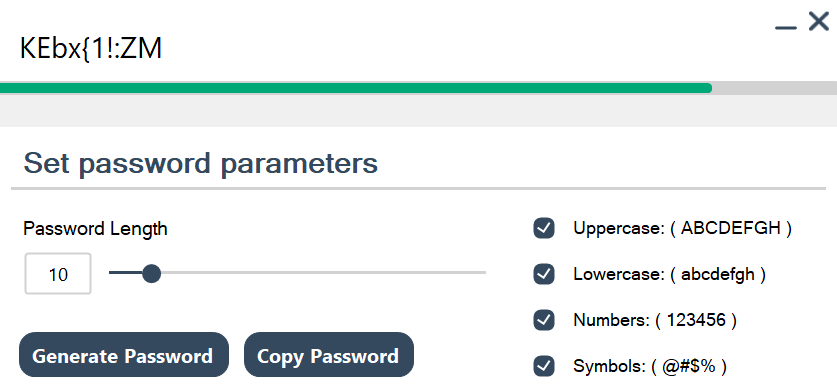 KEbx{1!:ZM
Set password parameters
Password Length
10
Generate Password
Copy Password
Uppercase: ( ABCDEFGH )
Lowercase: ( abcdefgh )
Numbers: ( 123456 )
Symbols: ( @#$% )